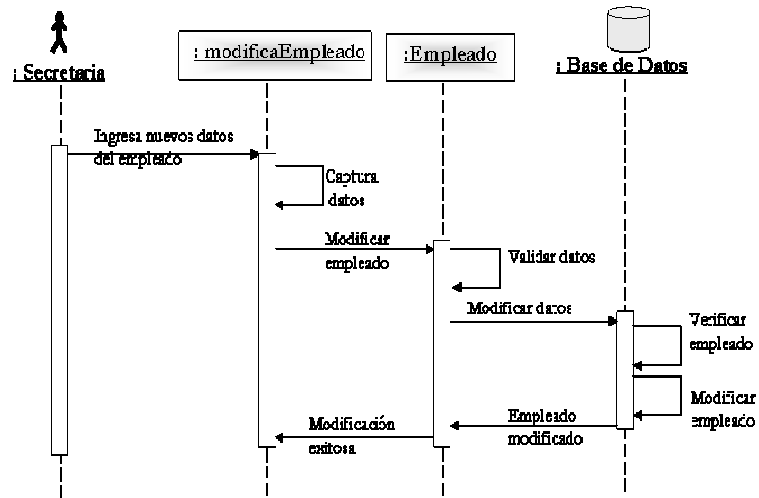 : Secretaria
: modificaEmpleado
:Empleado
: Base de Datos
Ingresa nuevos datos
del empleado
Captura
datos
Modificar
empleado
Validar datos
Modificar datos
Verificar
empleado
Modificar
empleado
Empleado
modificado
Modificación
exitosa